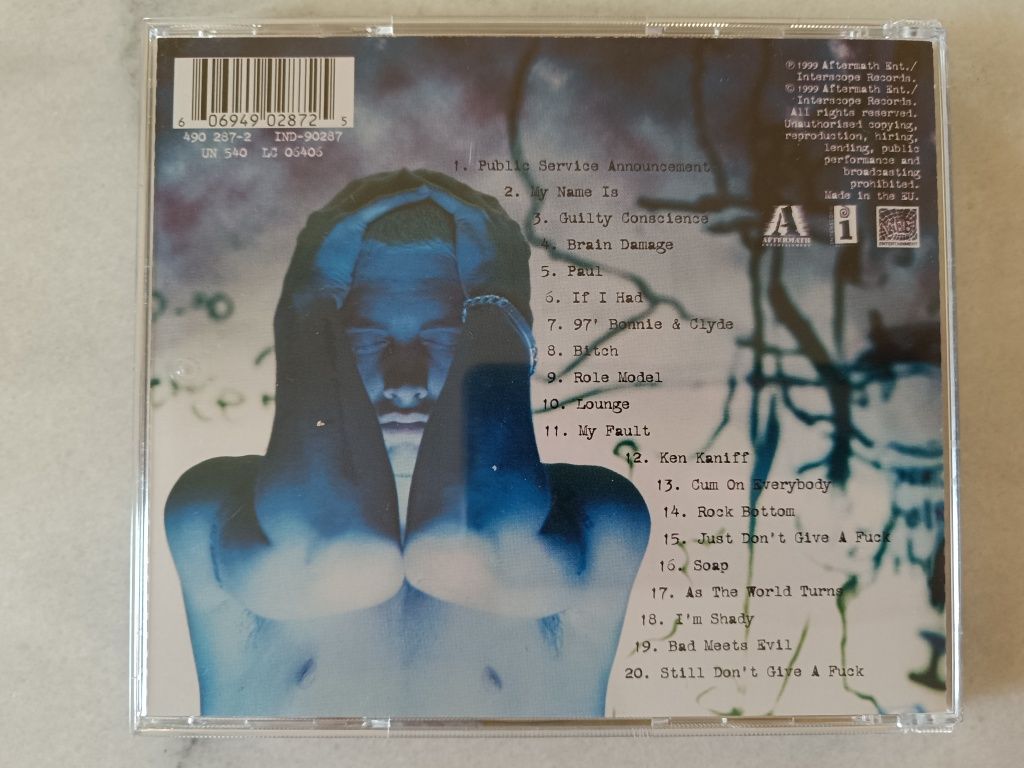 6 06949 02872 5
490 287-2 IND-90287
UN 540 LC 06406
℗ 1999 Aftermath Ent./
Interscope Records.
© 1999 Aftermath Ent./
Interscope Records.
All rights reserved.
Unauthorised copying,
reproduction, hiring,
lending, public
performance and
broadcasting
prohibited.
Made in the EU.
AFTERMATH
ENTERTAINMENT
i
WEB
ENTERTAINMENT
1. Public Service Announcement
2. My Name Is
3. Guilty Conscience
4. Brain Damage
5. Paul
6. If I Had
7. 97' Bonnie & Clyde
8. Bitch
9. Role Model
10. Lounge
11. My Fault
12. Ken Kaniff
13. Cum On Everybody
14. Rock Bottom
15. Just Don't Give A Fuck
16. Soap
17. As The World Turns
18. I'm Shady
19. Bad Meets Evil
20. Still Don't Give A Fuck